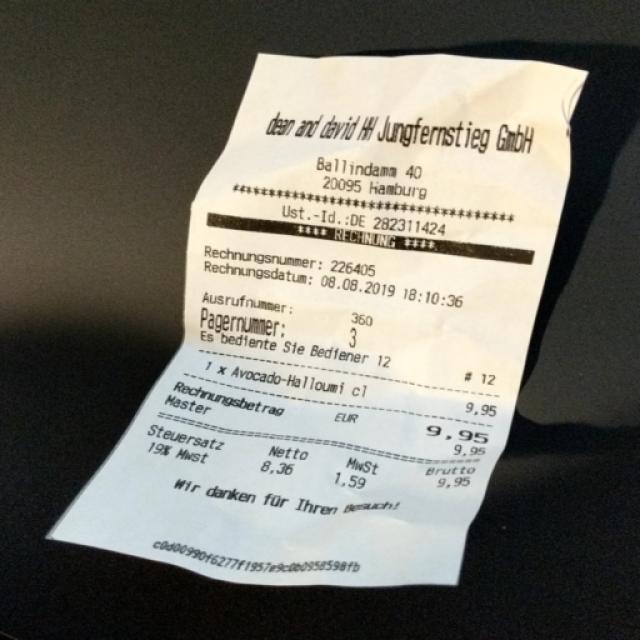 dean and david HH Jungfernstieg GmbH
Ballindamm 40
20095 Hamburg
Ust.-Id.:DE 282311424
**** RECHNUNG ****
Rechnungsnummer: 226405
Rechnungsdatum: 08.08.2019 18:10:36
Ausrufnummer: 360
Pagernummer: 3
Es bediente Sie Bediener 12 # 12
1 x Avocado-Halloumi cl 9,95
Rechnungsbetrag EUR 9,95
Master 9,95
Steuersatz Netto MwSt Brutto
19% Mwst 8,36 1,59 9,95
Wir danken für Ihren Besuch!